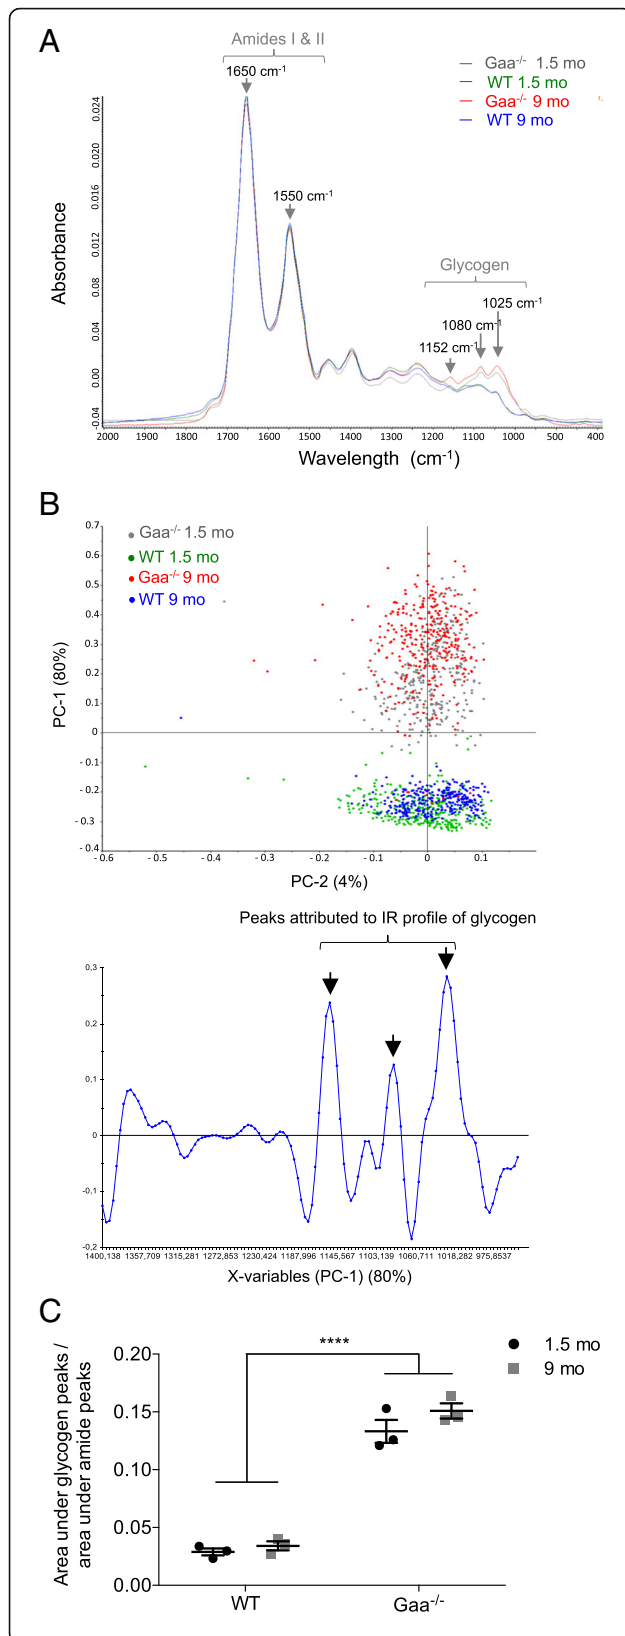 A
Amides I & II
1650 cm-1
1550 cm-1
Gaa-/- 1.5 mo
WT 1.5 mo
Gaa-/- 9 mo
WT 9 mo
Glycogen
1025 cm-1
1080 cm-1
1152 cm-1
Absorbance
0.024
0.020
0.016
0.012
0.04
0.00
-0.04
2000 1900 1800 1700 1600 1500 1400 1300 1200 1100 1000 900 800 400
Wavelength (cm-1)
B
Gaa-/- 1.5 mo
WT 1.5 mo
Gaa-/- 9 mo
WT 9 mo
PC-1 (80%)
0.7
0.6
0.5
0.4
0.3
0.2
0.1
0
- 0.1
- 0.2
- 0.3
- 0.4
- 0.6 - 0.5 - 0.4 - 0.3 - 0.2 -0.1 0 0.1
PC-2 (4%)
Peaks attributed to IR profile of glycogen
0,3
0,2
0,1
0
-0,1
-0,2
1400,138 1357,709 1315,281 1272,853 1230,424 1187,996 1145,567 1103,139 1060,711 1018,282 975,8537
X-variables (PC-1) (80%)
C
Area under glycogen peaks /
area under amide peaks
0.20
0.15
0.10
0.05
0.00
****
1.5 mo
9 mo
WT Gaa-/-